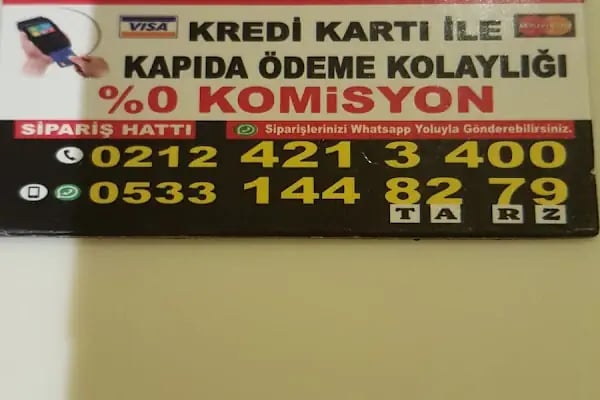 VISA KREDİ KARTI İLE
KAPIDA ÖDEME KOLAYLIĞI
%0 KOMİSYON
SİPARİŞ HATTI Siparişlerinizi Whatsapp Yoluyla Gönderebilirsiniz.
0212 421 3 400
0533 144 82 79
T A R Z